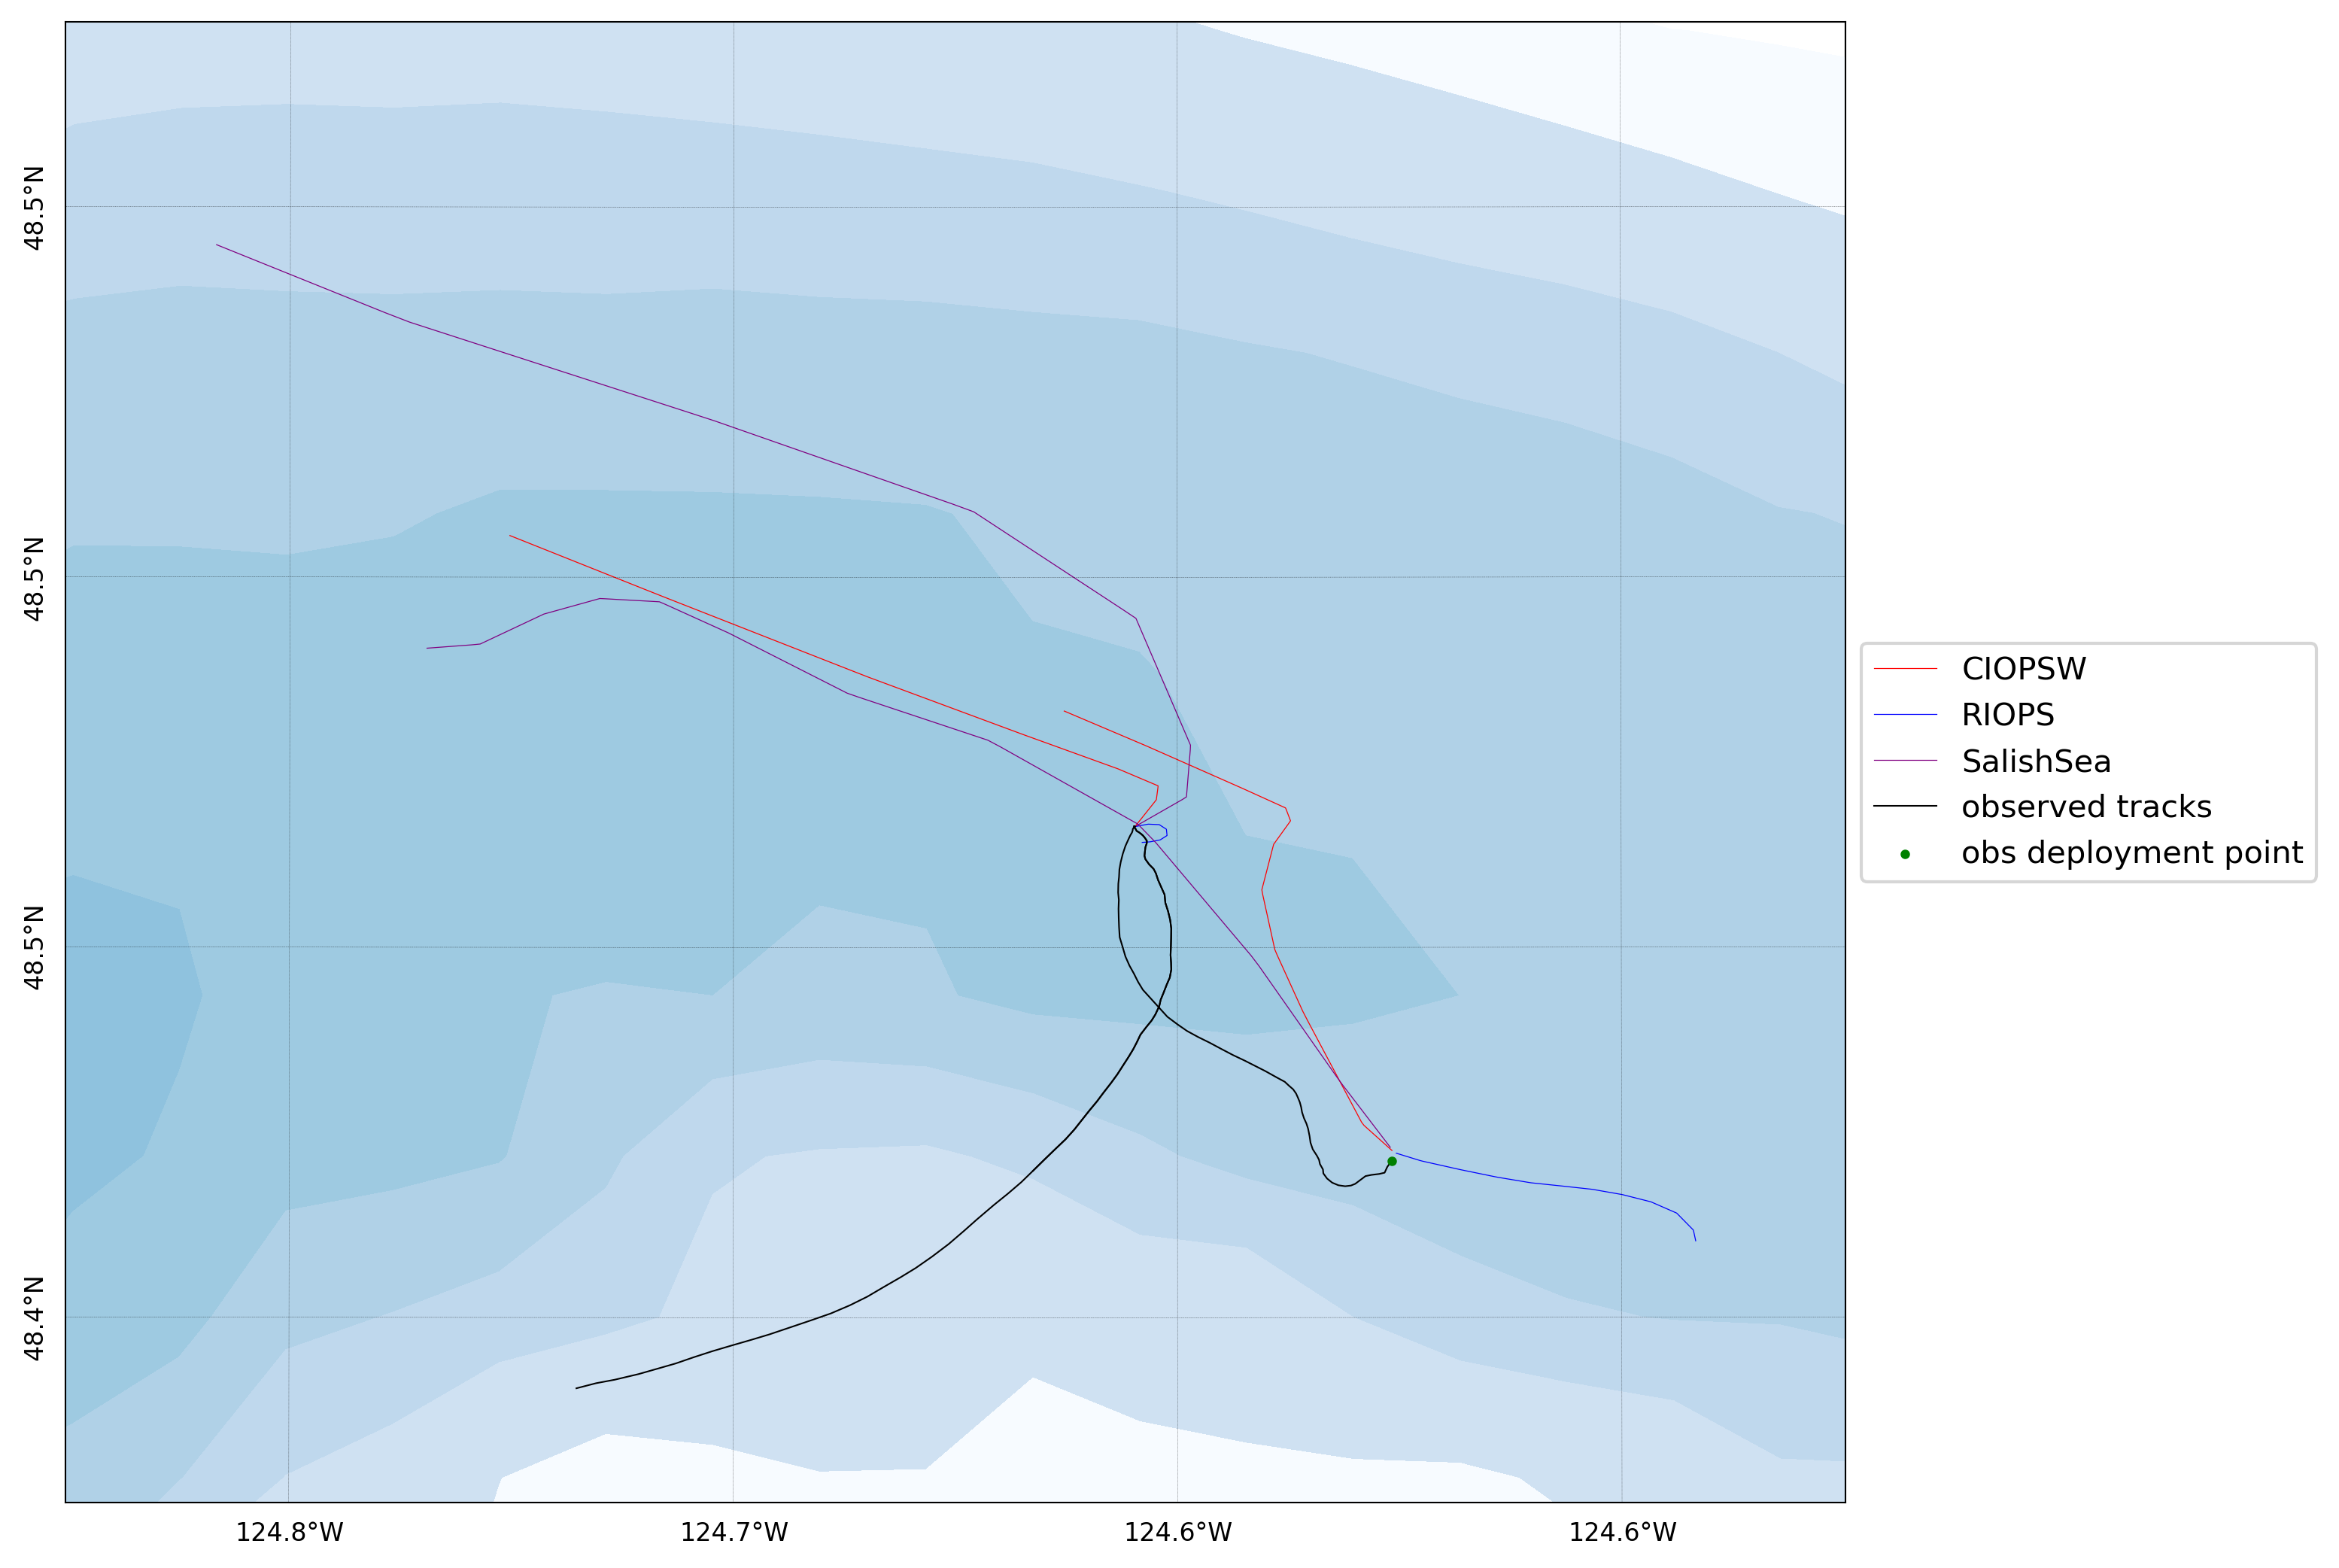 48.5°N
48.5°N
48.5°N
48.4°N
124.8°W
124.7°W
124.6°W
124.6°W
CIOPSW
RIOPS
SalishSea
observed tracks
obs deployment point